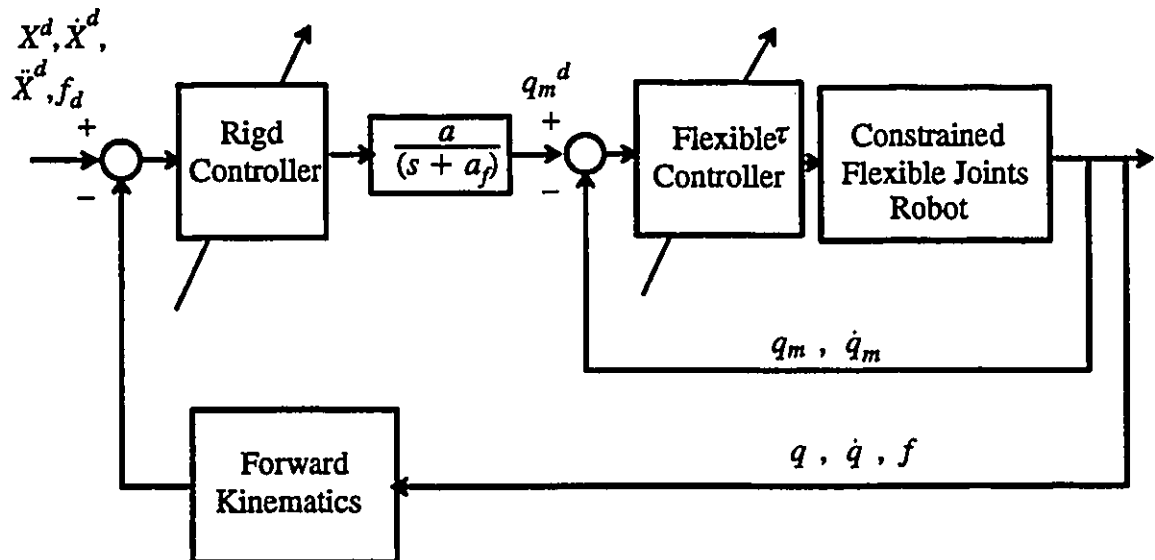 X^d, Ẋ^d,
Ẍ^d, f_d
+
−
Rigd
Controller
a
(s + a_f)
q_m^d
+
−
Flexible τ
Controller
Constrained
Flexible Joints
Robot
q_m , q̇_m
q , q̇ , f
Forward
Kinematics